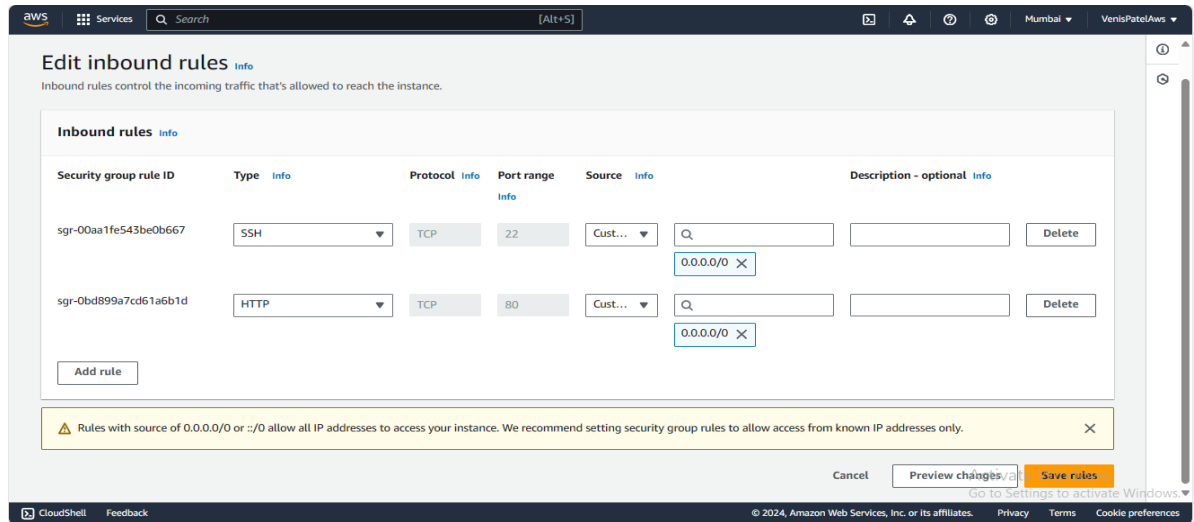 aws Services Search [Alt+S] Mumbai VenisPatelAws
Edit inbound rules Info
Inbound rules control the incoming traffic that's allowed to reach the instance.
Inbound rules Info
Security group rule ID Type Info Protocol Info Port range Source Info Description - optional Info
Info
sgr-00aa1fe543be0b667 SSH TCP 22 Cust... Delete
0.0.0.0/0
sgr-0bd899a7cd61a6b1d HTTP TCP 80 Cust... Delete
0.0.0.0/0
Add rule
Rules with source of 0.0.0.0/0 or ::/0 allow all IP addresses to access your instance. We recommend setting security group rules to allow access from known IP addresses only.
Cancel Preview changes Save rules
Activate Windows
Go to Settings to activate Windows.
CloudShell Feedback © 2024, Amazon Web Services, Inc. or its affiliates. Privacy Terms Cookie preferences